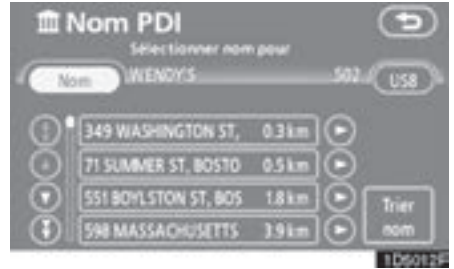 Nom PDI
Sélectionner nom pour
Nom WENDY'S 502 USB
349 WASHINGTON ST, 0.3 km
71 SUMMER ST, BOSTO 0.5 km
551 BOYLSTON ST, BOS 1.8 km
598 MASSACHUSETTS 3.9 km
Trier
nom
1DS012F